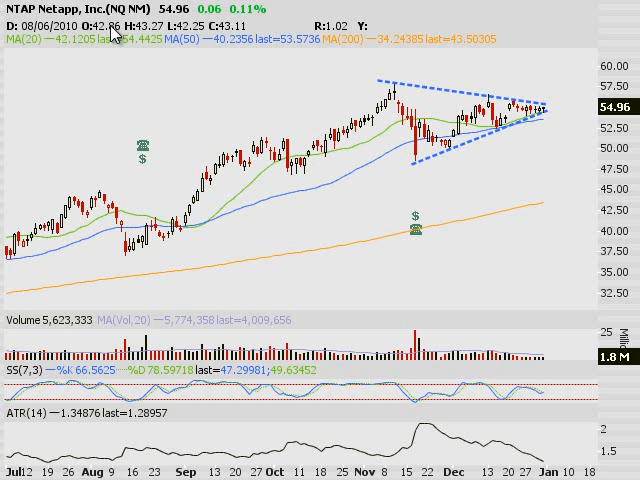 NTAP Netapp, Inc.(NQ NM) 54.96 0.06 0.11%
D: 08/06/2010 O:42.86 H:43.27 L:42.25 C:43.11 R:1.02 Y:
MA(20) —42.1205 last=54.4425 MA(50) —40.2356 last=53.5736 MA(200) —34.24385 last=43.50305
60.00
57.50
54.96
52.50
50.00
47.50
45.00
42.50
40.00
37.50
35.00
32.50
$
$
Volume 5,623,333 MA(Vol,20) —5,774,358 last=4,009,656
25
Millic
1.8 M
SS(7,3) —%K 66.5625 —%D 78.59718 last=47.29981;49.63452
ATR(14) —1.34876 last=1.28957
2
1.5
Jul 12 19 26 Aug 9 16 23 Sep 13 20 27 Oct 11 18 25 Nov 8 15 22 Dec 13 20 27 Jan 10 18